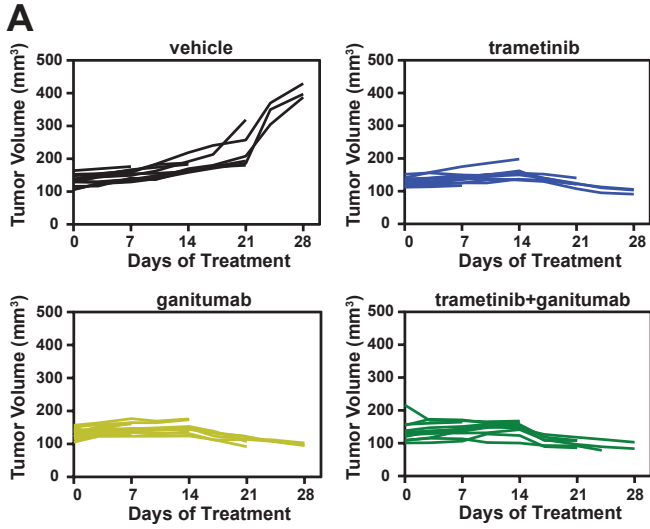 A
vehicle
Tumor Volume (mm³)
500
400
300
200
100
0
0 7 14 21 28
Days of Treatment
trametinib
Tumor Volume (mm³)
500
400
300
200
100
0
0 7 14 21 28
Days of Treatment
ganitumab
Tumor Volume (mm³)
500
400
300
200
100
0
0 7 14 21 28
Days of Treatment
trametinib+ganitumab
Tumor Volume (mm³)
500
400
300
200
100
0
0 7 14 21 28
Days of Treatment